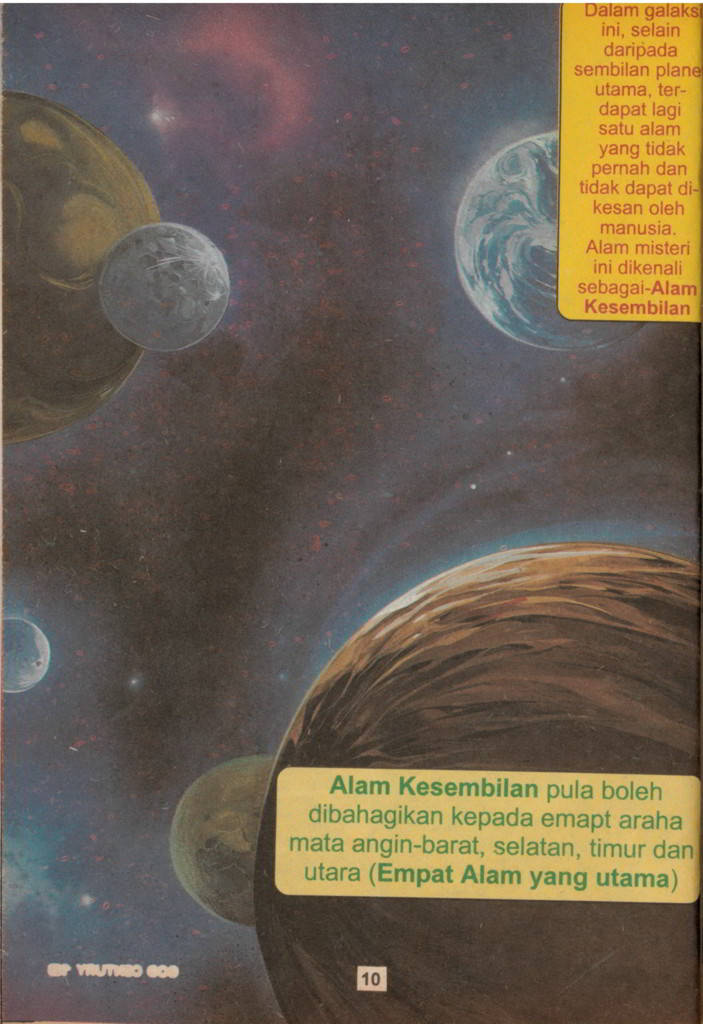 Dalam galaksi
ini, selain
daripada
sembilan plane
utama, ter-
dapat lagi
satu alam
yang tidak
pernah dan
tidak dapat di-
kesan oleh
manusia.
Alam misteri
ini dikenali
sebagai-Alam
Kesembilan
Alam Kesembilan pula boleh
dibahagikan kepada emapt araha
mata angin-barat, selatan, timur dan
utara (Empat Alam yang utama)
10